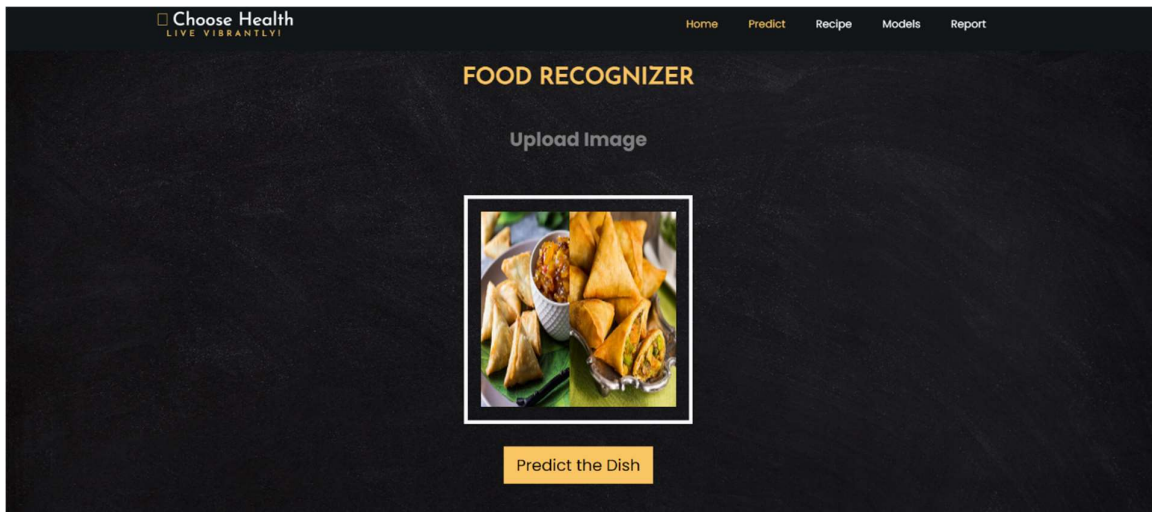 Choose Health
LIVE VIBRANTLY!
Home Predict Recipe Models Report
FOOD RECOGNIZER
Upload Image
Predict the Dish